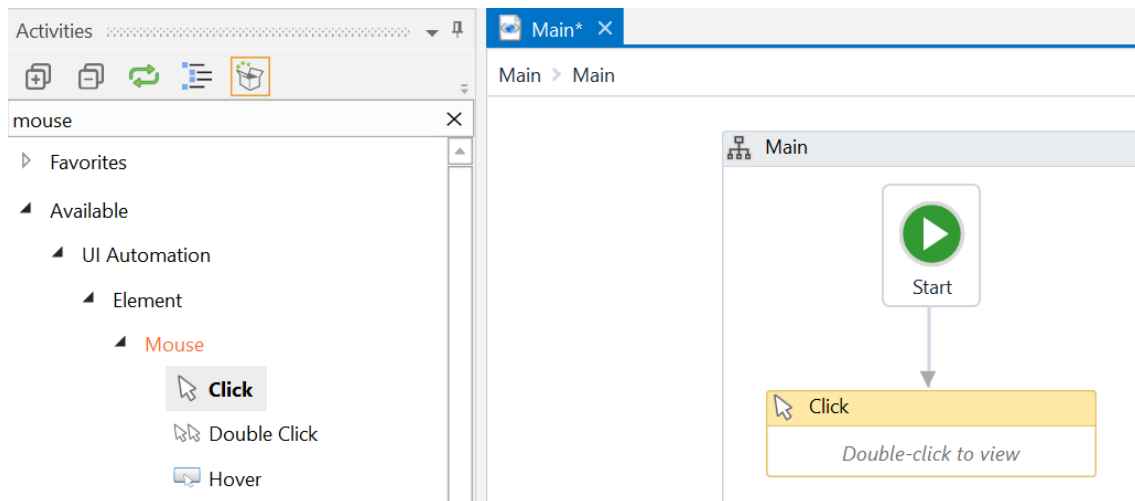 Activities
mouse
Favorites
Available
UI Automation
Element
Mouse
Click
Double Click
Hover
Main*
Main > Main
Main
Start
Click
Double-click to view